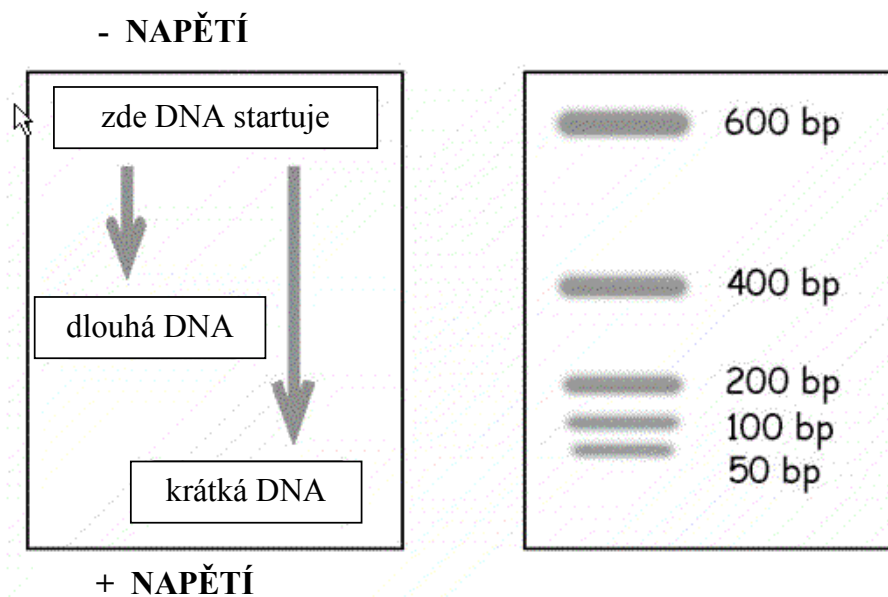 - NAPĚTÍ
zde DNA startuje
dlouhá DNA
krátká DNA
+ NAPĚTÍ
600 bp
400 bp
200 bp
100 bp
50 bp